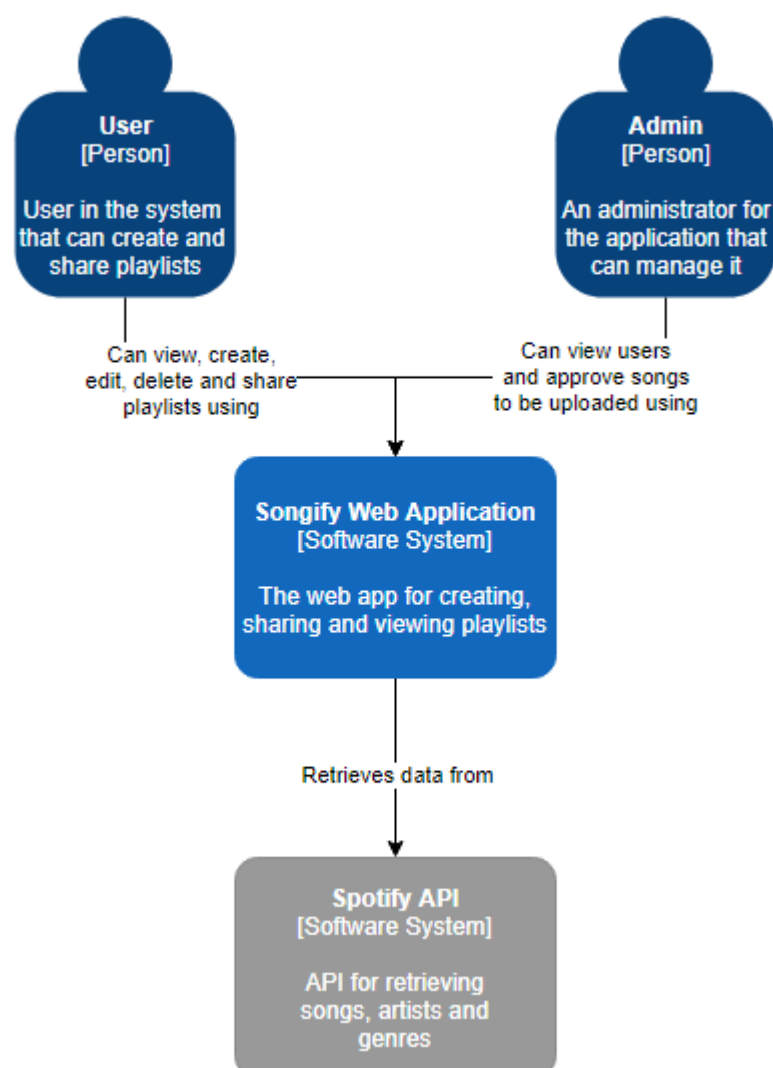 User
[Person]
User in the system
that can create and
share playlists
Admin
[Person]
An administrator for
the application that
can manage it
Can view, create,
edit, delete and share
playlists using
Can view users
and approve songs
to be uploaded using
Songify Web Application
[Software System]
The web app for creating,
sharing and viewing playlists
Retrieves data from
Spotify API
[Software System]
API for retrieving
songs, artists and
genres